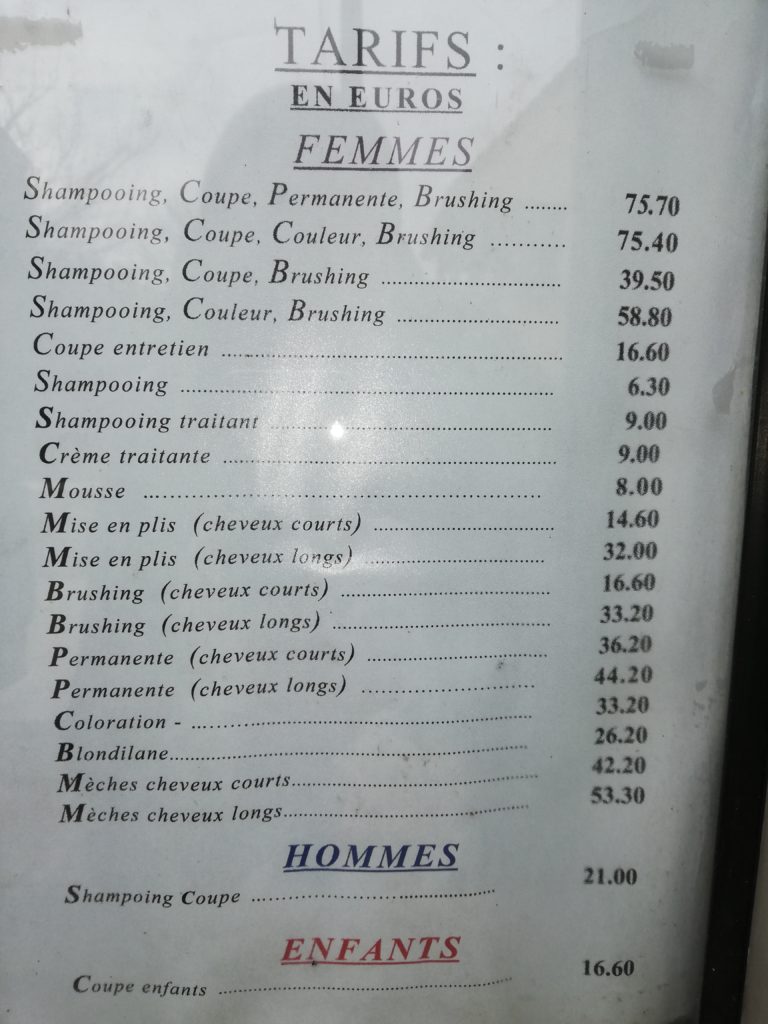 TARIFS :
EN EUROS
FEMMES
Shampooing, Coupe, Permanente, Brushing ........ 75.70
Shampooing, Coupe, Couleur, Brushing ........... 75.40
Shampooing, Coupe, Brushing ........................................ 39.50
Shampooing, Couleur, Brushing .................................... 58.80
Coupe entretien ........................................................................... 16.60
Shampooing .................................................................................. 6.30
Shampooing traitant .............................................................. 9.00
Crème traitante ......................................................................... 9.00
Mousse ................................................... 8.00
Mise en plis (cheveux courts) ........................................ 14.60
Mise en plis (cheveux longs) ........................................ 32.00
Brushing (cheveux courts) .............................................. 16.60
Brushing (cheveux longs) ................................................ 33.20
Permanente (cheveux courts) ........................................ 36.20
Permanente (cheveux longs) .............................. 44.20
Coloration - ............................................................................ 33.20
Blondilane.................................................................................. 26.20
Mèches cheveux courts....................................................... 42.20
Mèches cheveux longs....................................................... 53.30
HOMMES
Shampoing Coupe ....................................................... 21.00
ENFANTS
Coupe enfants ................................................................... 16.60